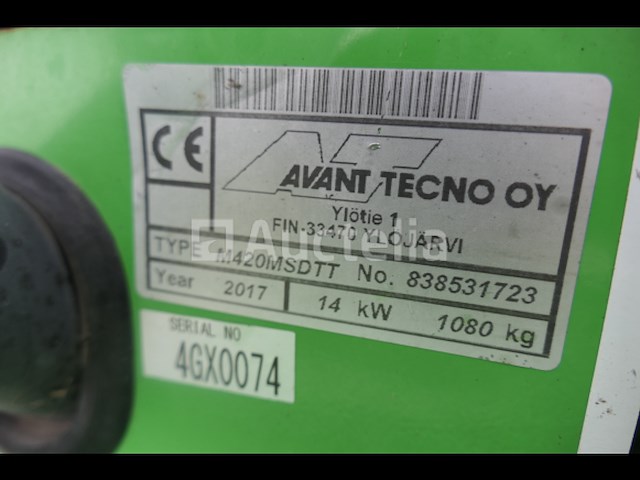 CE
AT
AVANT TECNO OY
Ylötie 1
FIN-33470 YLÖJÄRVI
Auctelia
TYPE M420MSDTT No. 838531723
Year 2017 14 kW 1080 kg
SERIAL NO
4GX0074